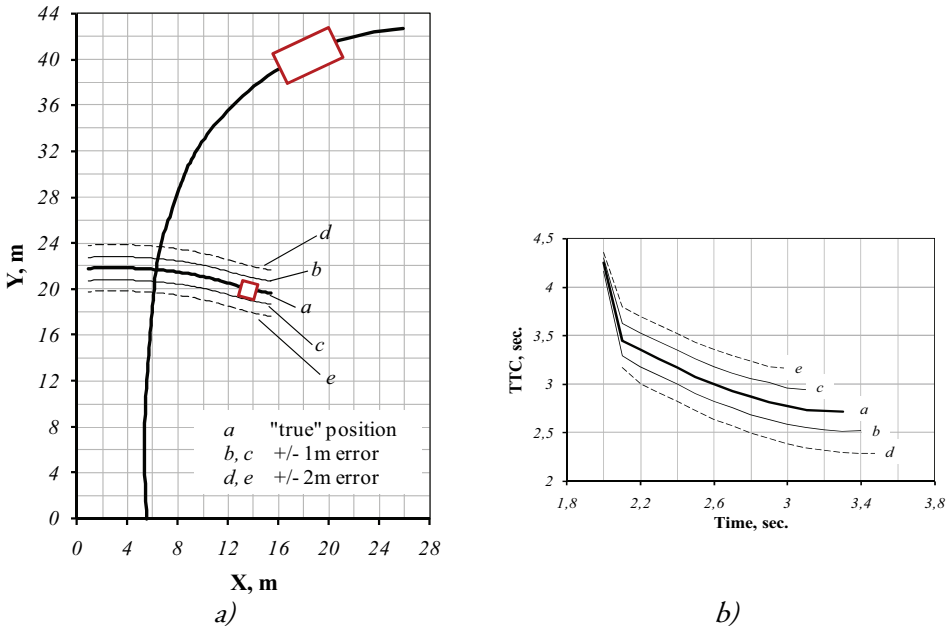 44
40
36
32
28
24
20
16
12
8
4
0
Y, m
d
b
a
c
e
a "true" position
b, c +/- 1m error
d, e +/- 2m error
0 4 8 12 16 20 24 28
X, m
a)
4,5
4
3,5
3
2,5
2
TTC, sec.
e
c
a
b
d
1,8 2,2 2,6 3 3,4 3,8
Time, sec.
b)